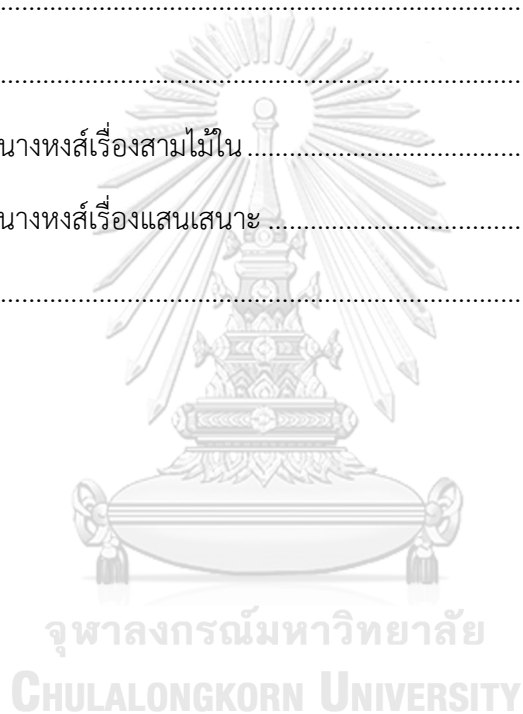 ................................................................
................................................................
นางหงส์เรื่องสามไม้ใน .................................
นางหงส์เรื่องแสนเสนาะ ..............................
................................................................
จุฬาลงกรณ์มหาวิทยาลัย
CHULALONGKORN UNIVERSITY